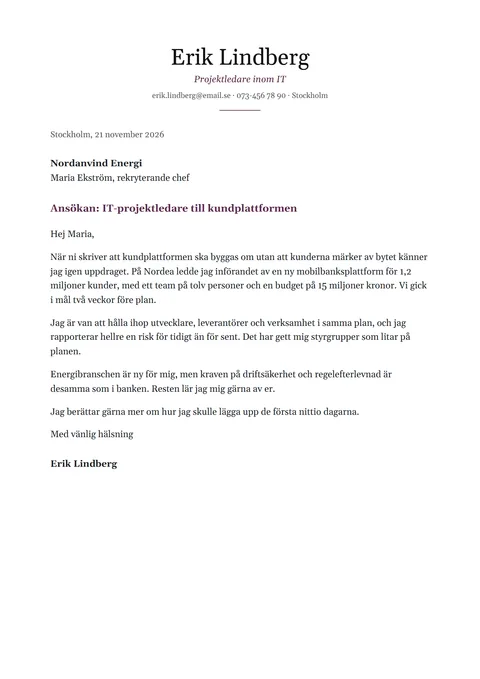 Erik Lindberg
Projektledare inom IT
erik.lindberg@email.se · 073-456 78 90 · Stockholm
Stockholm, 21 november 2026
Nordanvind Energi
Maria Ekström, rekryterande chef
Ansökan: IT-projektledare till kundplattformen
Hej Maria,
När ni skriver att kundplattformen ska byggas om utan att kunderna märker av bytet känner
jag igen uppdraget. På Nordea ledde jag införandet av en ny mobilbanksplattform för 1,2
miljoner kunder, med ett team på tolv personer och en budget på 15 miljoner kronor. Vi gick
i mål två veckor före plan.
Jag är van att hålla ihop utvecklare, leverantörer och verksamhet i samma plan, och jag
rapporterar hellre en risk för tidigt än för sent. Det har gett mig styrgrupper som litar på
planen.
Energibranschen är ny för mig, men kraven på driftsäkerhet och regelefterlevnad är
desamma som i banken. Resten lär jag mig gärna av er.
Jag berättar gärna mer om hur jag skulle lägga upp de första nittio dagarna.
Med vänlig hälsning
Erik Lindberg